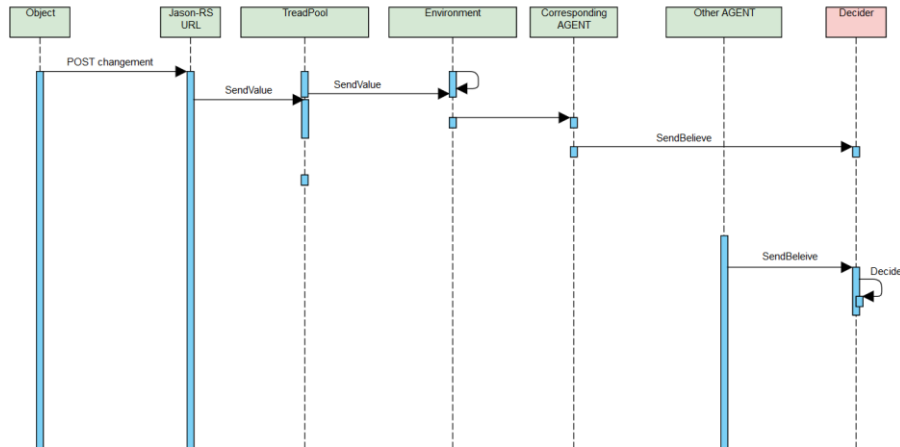 Object
Jason-RS
URL
TreadPool
Environment
Corresponding
AGENT
Other AGENT
Decider
POST changement
SendValue
SendValue
SendBelieve
SendBeleive
Decide